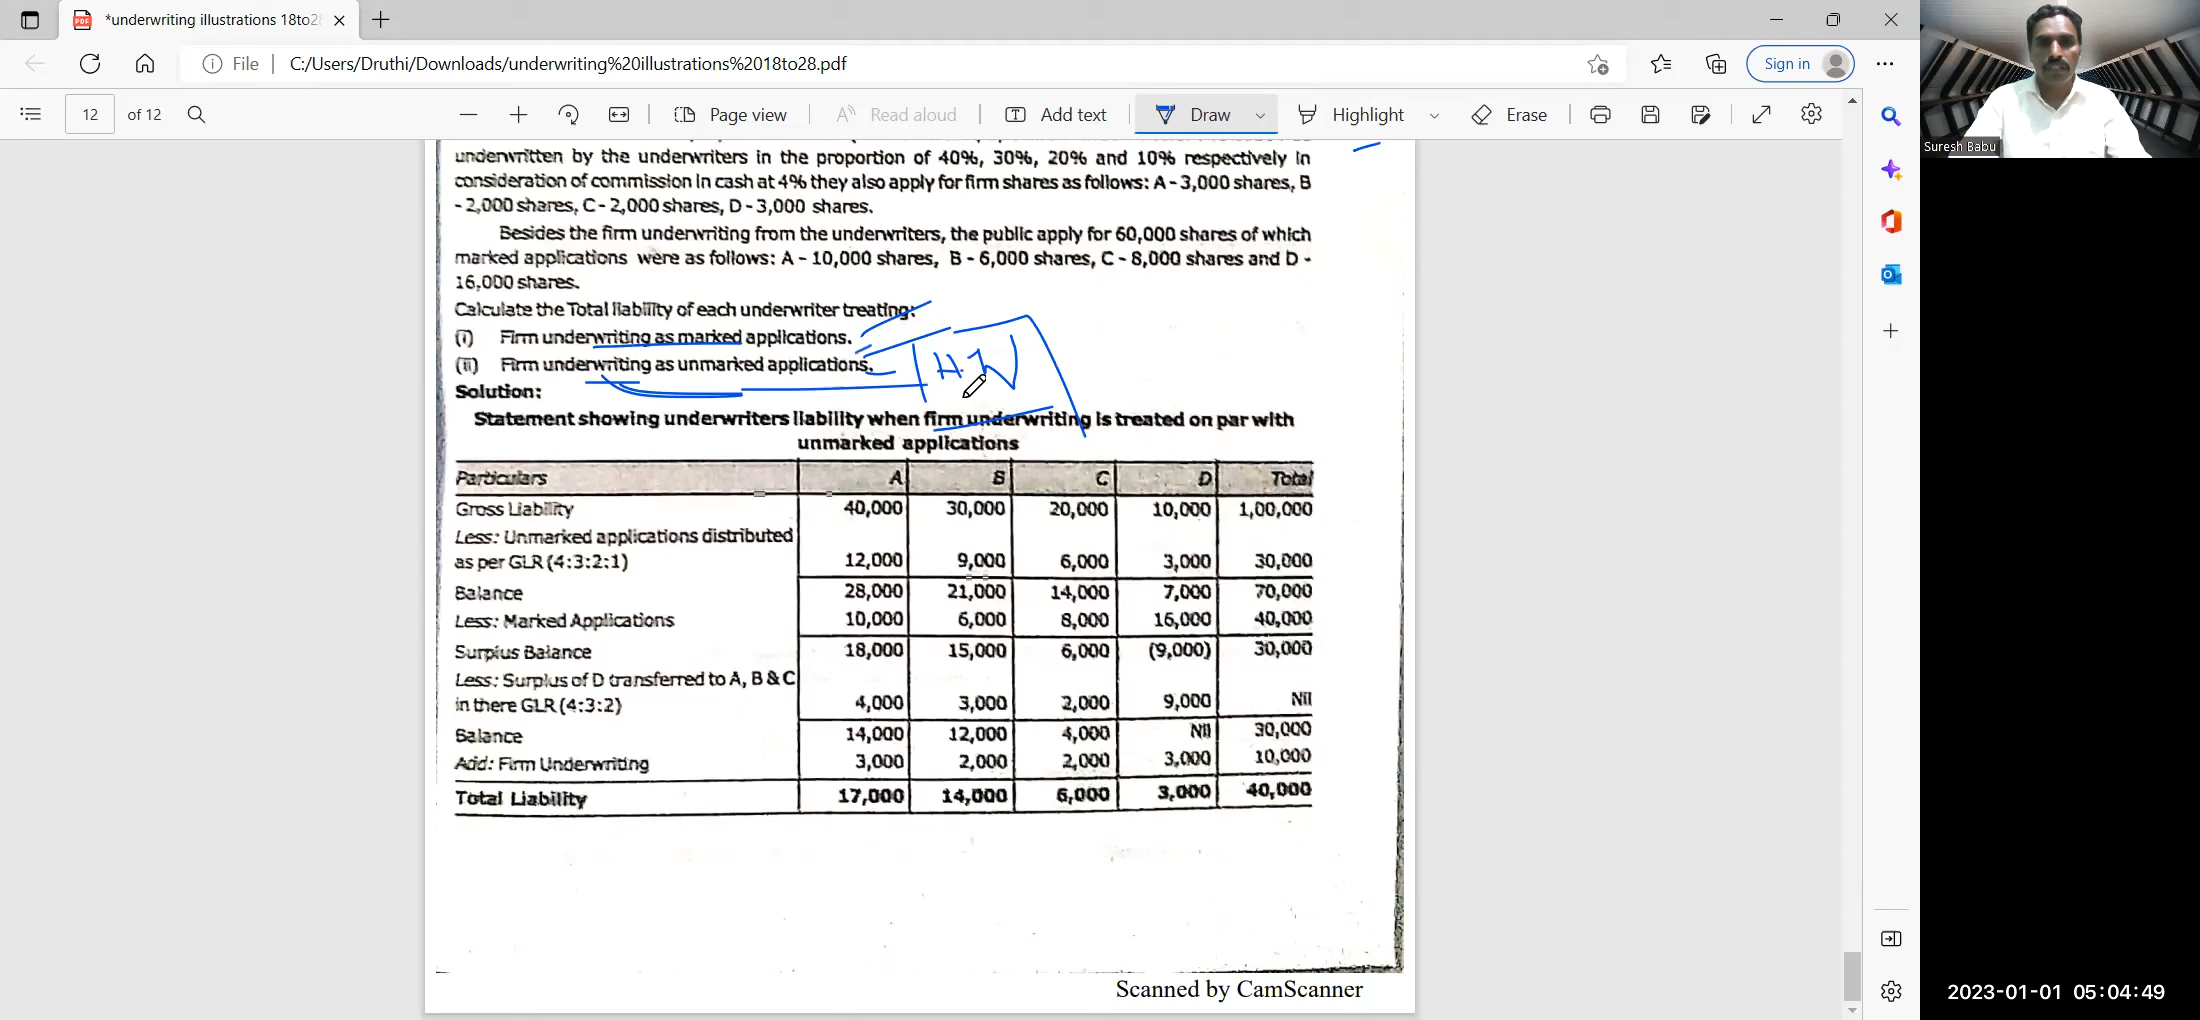 *underwriting illustrations 18to28
File
C:/Users/Druthi/Downloads/underwriting%20illustrations%2018to28.pdf
Sign in
12 of 12
Page view
Read aloud
Add text
Draw
Highlight
Erase
Suresh Babu
underwritten by the underwriters in the proportion of 40%, 30%, 20% and 10% respectively in
consideration of commission in cash at 4% they also apply for firm shares as follows: A - 3,000 shares, B
- 2,000 shares, C - 2,000 shares, D - 3,000 shares.
Besides the firm underwriting from the underwriters, the public apply for 60,000 shares of which
marked applications were as follows: A - 10,000 shares, B - 6,000 shares, C - 8,000 shares and D -
16,000 shares.
Calculate the Total liability of each underwriter treating:
(i) Firm underwriting as marked applications.
(ii) Firm underwriting as unmarked applications.
H.W
Solution:
Statement showing underwriters liability when firm underwriting is treated on par with
unmarked applications
Particulars A B C D Total
Gross Liability 40,000 30,000 20,000 10,000 1,00,000
Less: Unmarked applications distributed
as per GLR (4:3:2:1) 12,000 9,000 6,000 3,000 30,000
Balance 28,000 21,000 14,000 7,000 70,000
Less: Marked Applications 10,000 6,000 8,000 16,000 40,000
Surplus Balance 18,000 15,000 6,000 (9,000) 30,000
Less: Surplus of D transferred to A, B & C
in there GLR (4:3:2) 4,000 3,000 2,000 9,000 Nil
Balance 14,000 12,000 4,000 Nil 30,000
Add: Firm Underwriting 3,000 2,000 2,000 3,000 10,000
Total Liability 17,000 14,000 6,000 3,000 40,000
Scanned by CamScanner
2023-01-01 05:04:49